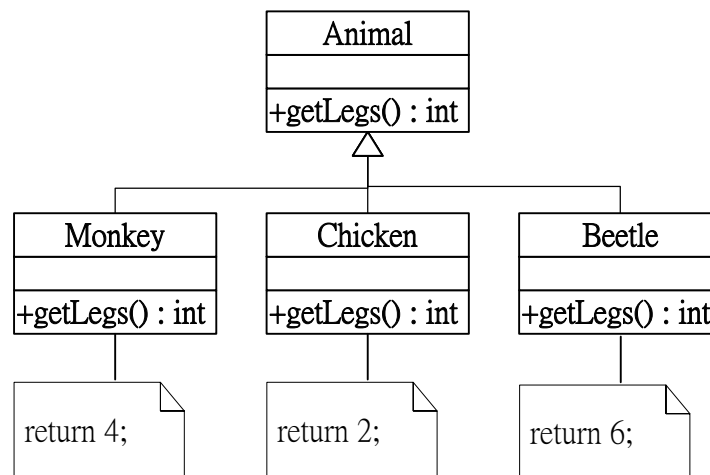 Animal
+getLegs() : int
Monkey
Chicken
Beetle
+getLegs() : int
+getLegs() : int
+getLegs() : int
return 4;
return 2;
return 6;